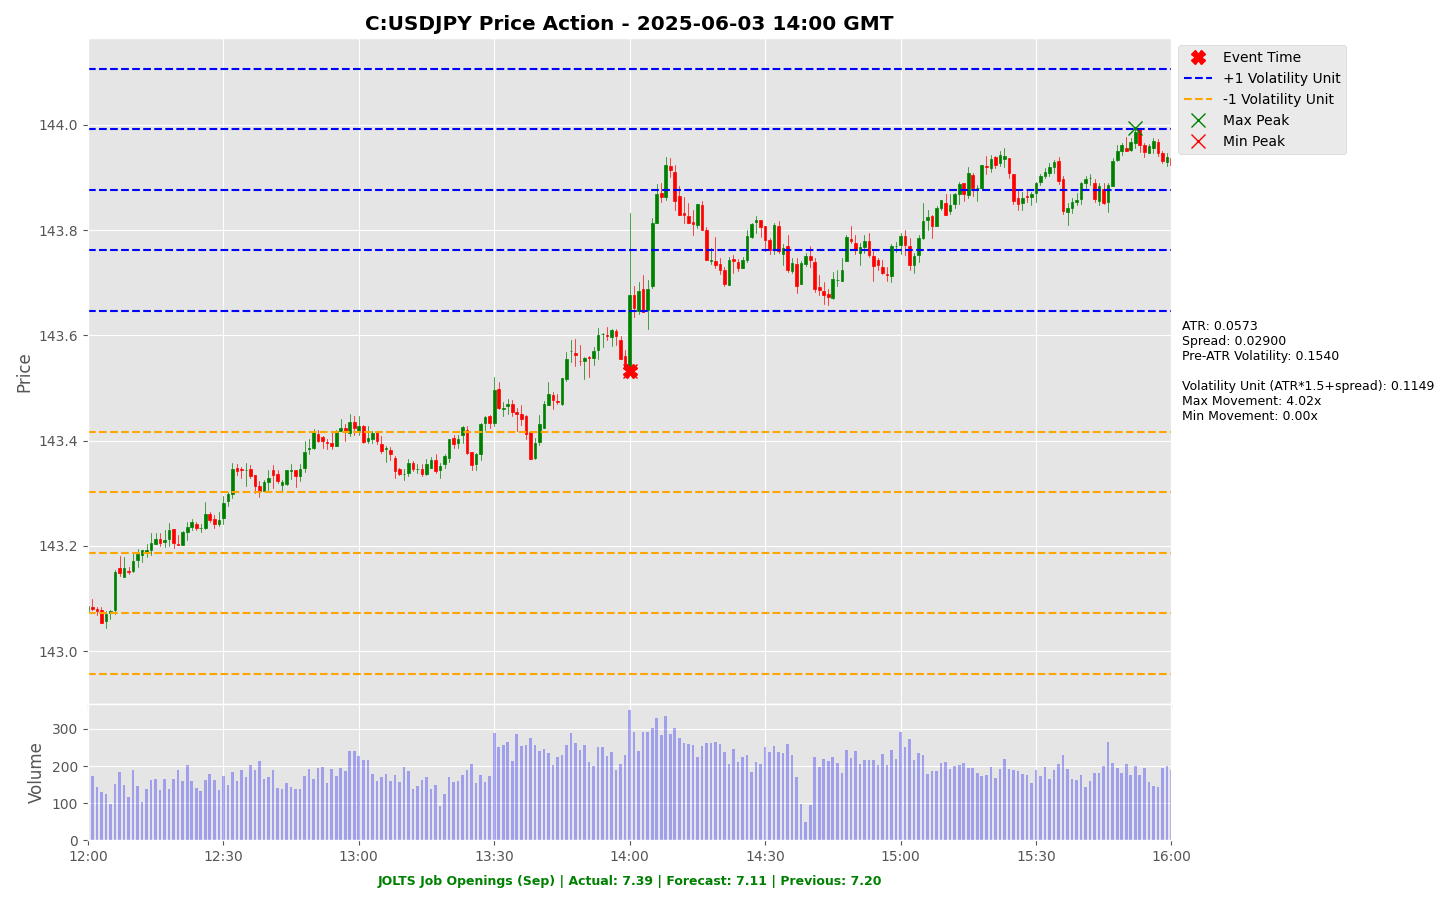 C:USDJPY Price Action - 2025-06-03 14:00 GMT
Event Time
+1 Volatility Unit
-1 Volatility Unit
Max Peak
Min Peak
144.0
143.8
143.6
143.4
143.2
143.0
Price
ATR: 0.0573
Spread: 0.02900
Pre-ATR Volatility: 0.1540
Volatility Unit (ATR*1.5+spread): 0.1149
Max Movement: 4.02x
Min Movement: 0.00x
300
200
100
0
Volume
12:00 12:30 13:00 13:30 14:00 14:30 15:00 15:30 16:00
JOLTS Job Openings (Sep) | Actual: 7.39 | Forecast: 7.11 | Previous: 7.20